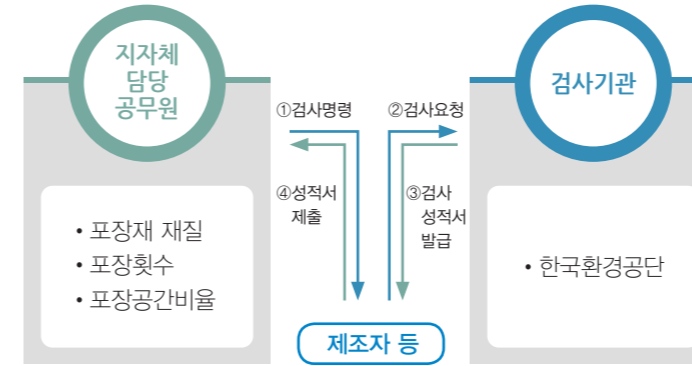 지자체
담당
공무원
검사기관
①검사명령
②검사요청
④성적서
제출
③검사
성적서
발급
• 포장재 재질
• 포장횟수
• 포장공간비율
• 한국환경공단
제조자 등